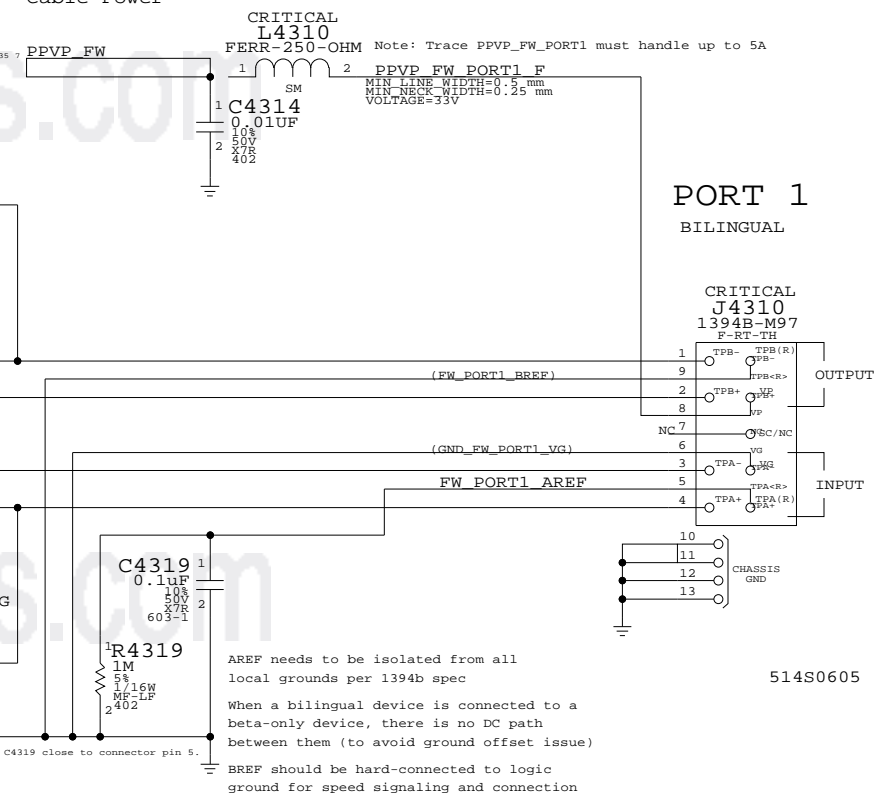 Cable Power
CRITICAL
L4310
FERR-250-OHM
Note: Trace PPVP_FW_PORT1 must handle up to 5A
35 7 PPVP_FW
1
2
PPVP_FW_PORT1_F
SM
MIN_LINE_WIDTH=0.5 mm
MIN_NECK_WIDTH=0.25 mm
VOLTAGE=33V
1
C4314
0.01UF
10%
50V
X7R
402
2
s.com
PORT 1
BILINGUAL
CRITICAL
J4310
1394B-M97
F-RT-TH
1 TPB- TPB(R)
TPB-
9 TPB<R>
(FW_PORT1_BREF)
OUTPUT
2 TPB+ VP
TPB+
8 VP
NC 7 NC SC/NC
6 VG
(GND_FW_PORT1_VG)
3 TPA- VG
TPA-
5 TPA<R>
FW_PORT1_AREF
INPUT
4 TPA+ TPA(R)
TPA+
10
11
12
13
CHASSIS
GND
C4319
0.1uF
10%
50V
X7R
603-1
1
2
G
s.com
1
R4319
1M
5%
1/16W
MF-LF
402
2
AREF needs to be isolated from all
local grounds per 1394b spec
514S0605
When a bilingual device is connected to a
beta-only device, there is no DC path
between them (to avoid ground offset issue)
C4319 close to connector pin 5.
BREF should be hard-connected to logic
ground for speed signaling and connection